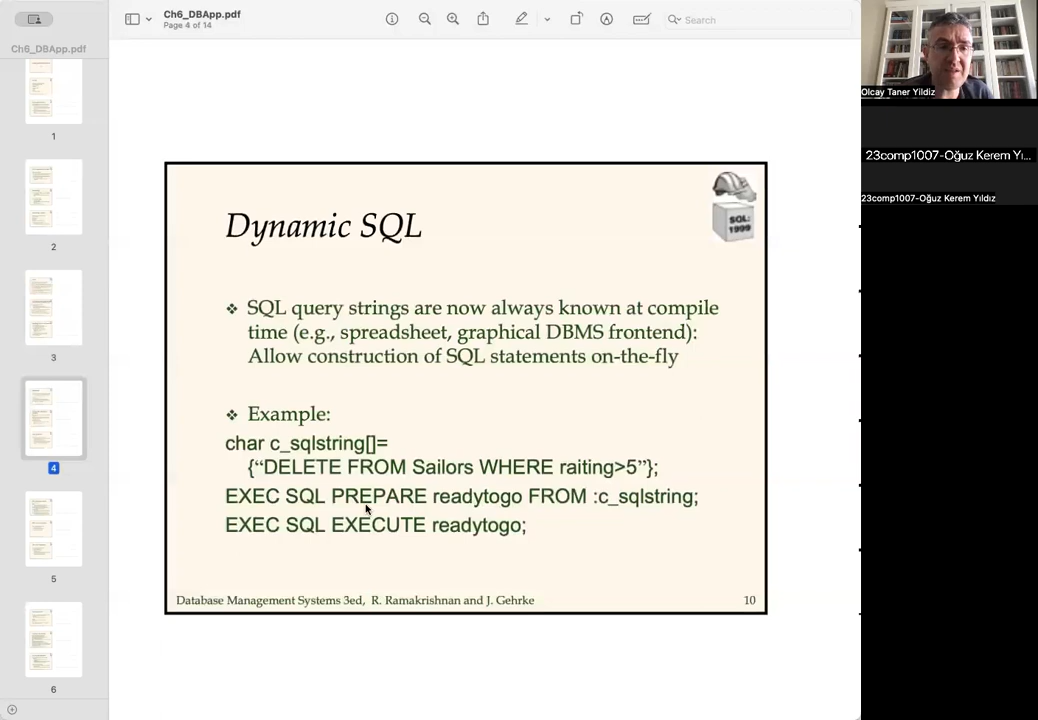 Ch6_DBApp.pdf
Page 4 of 14
Search
Ch6_DBApp.pdf
1
2
3
4
5
6
Dynamic SQL
SQL:
1999
❖ SQL query strings are now always known at compile
time (e.g., spreadsheet, graphical DBMS frontend):
Allow construction of SQL statements on-the-fly
❖ Example:
char c_sqlstring[]=
{“DELETE FROM Sailors WHERE raiting>5”};
EXEC SQL PREPARE readytogo FROM :c_sqlstring;
EXEC SQL EXECUTE readytogo;
Database Management Systems 3ed, R. Ramakrishnan and J. Gehrke
10
Olcay Taner Yildiz
23comp1007-Oğuz Kerem Yı...
23comp1007-Oğuz Kerem Yıldız